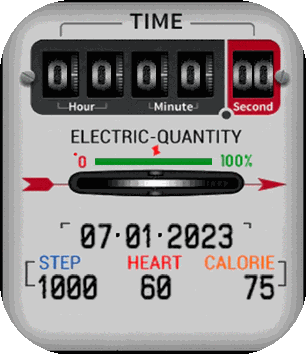 TIME
0 0 0 0 00
Hour Minute Second
ELECTRIC-QUANTITY
0 100%
07·01·2023
STEP HEART CALORIE
1000 60 75